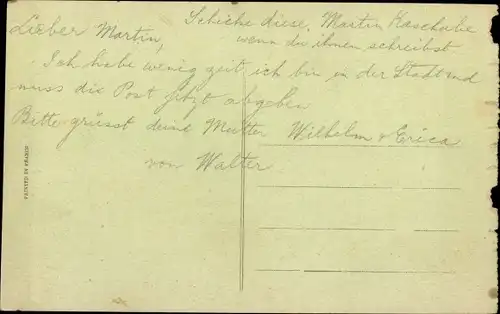 Lieber Martin,
Schicke diese, Martin Kaschube
wenn du ihnen schreibst
Ich habe wenig zeit ich bin in der Stadt und
muss die Post jetzt abgeben
Bitte grüsst deine Mutter Wilhelm & Erica
von Walter
PRINTED IN FRANCE